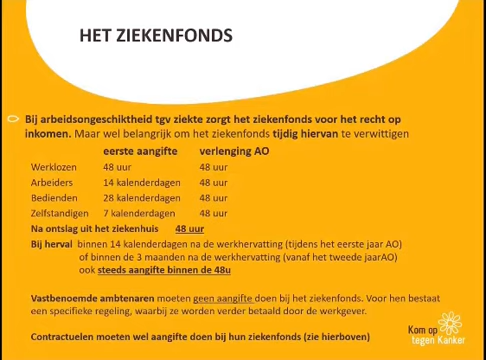 HET ZIEKENFONDS
Bij arbeidsongeschiktheid tgv ziekte zorgt het ziekenfonds voor het recht op
inkomen. Maar wel belangrijk om het ziekenfonds tijdig hiervan te verwittigen
eerste aangifte verlenging AO
Werklozen 48 uur 48 uur
Arbeiders 14 kalenderdagen 48 uur
Bedienden 28 kalenderdagen 48 uur
Zelfstandigen 7 kalenderdagen 48 uur
Na ontslag uit het ziekenhuis 48 uur
Bij herval binnen 14 kalenderdagen na de werkhervatting (tijdens het eerste jaar AO)
of binnen de 3 maanden na de werkhervatting (vanaf het tweede jaarAO)
ook steeds aangifte binnen de 48u
Vastbenoemde ambtenaren moeten geen aangifte doen bij het ziekenfonds. Voor hen bestaat
een specifieke regeling, waarbij ze worden verder betaald door de werkgever.
Contractuelen moeten wel aangifte doen bij hun ziekenfonds (zie hierboven)
Kom op
tegen Kanker